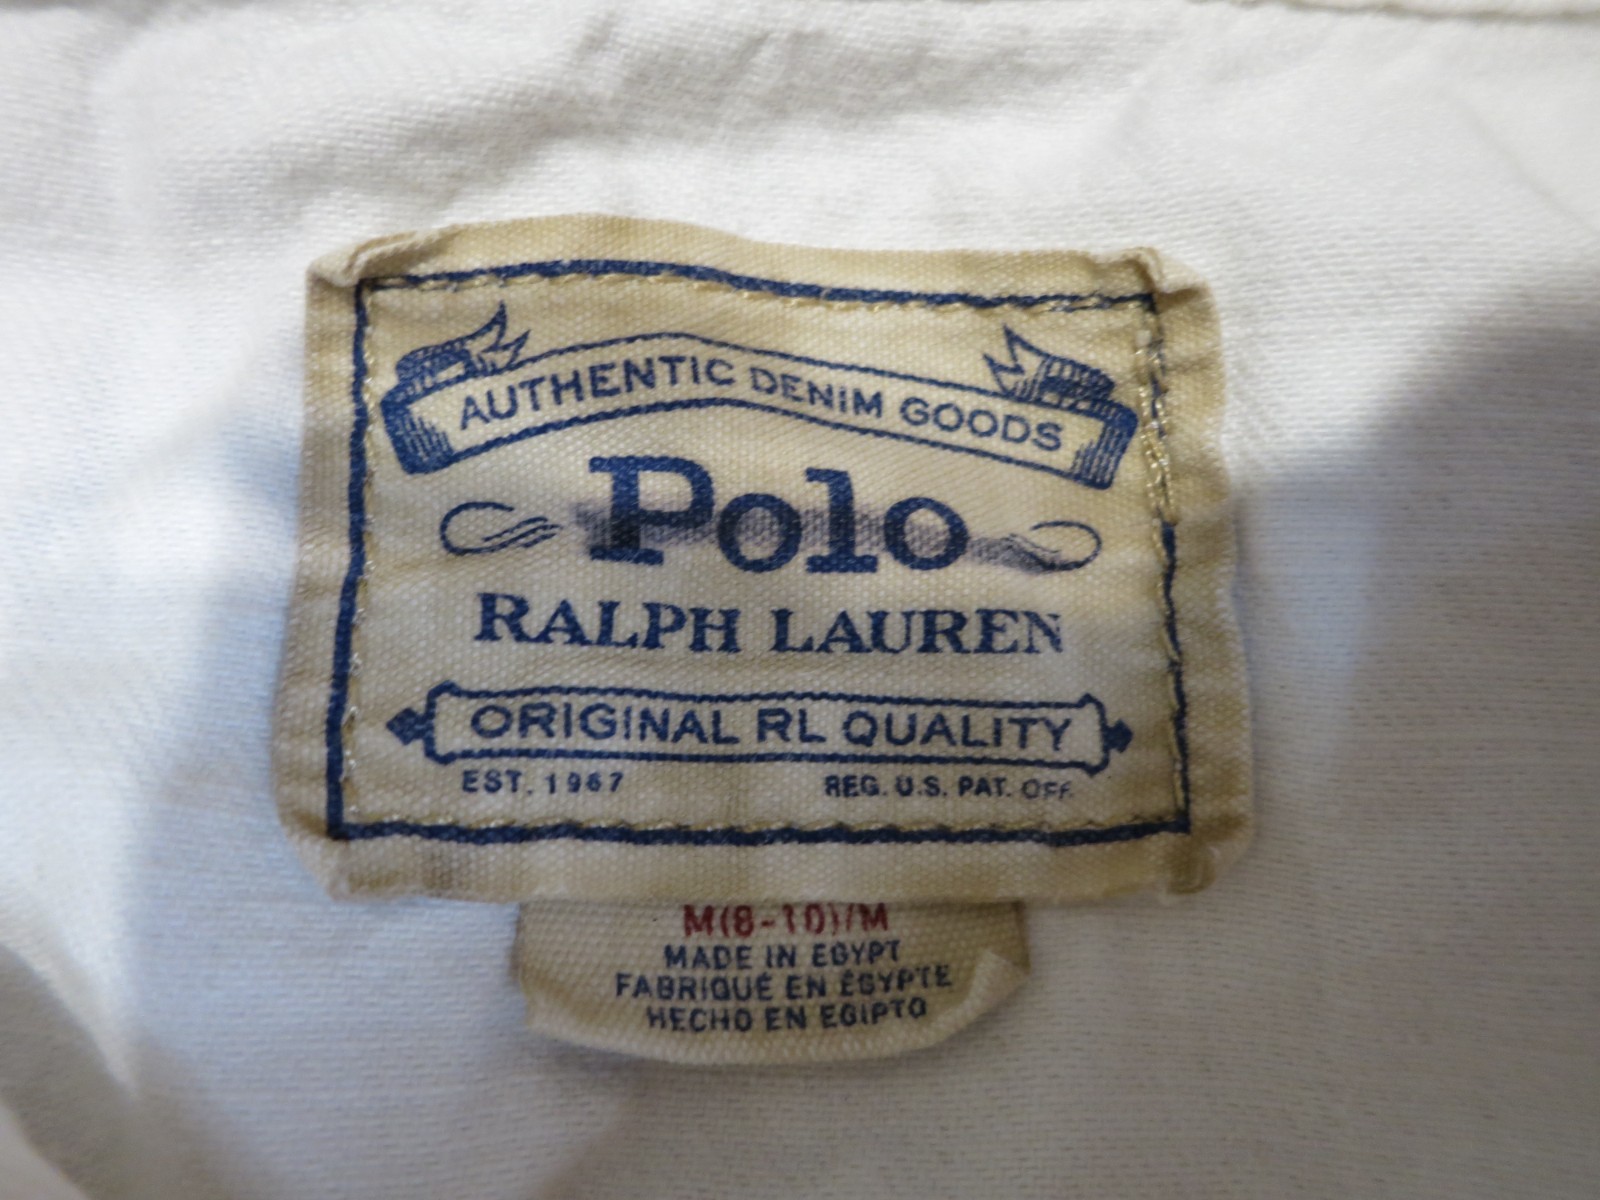 AUTHENTIC DENIM GOODS
Polo
RALPH LAUREN
ORIGINAL RL QUALITY
EST. 1967 REG. U.S. PAT. OFF.
M(8-10)/M
MADE IN EGYPT
FABRIQUÉ EN ÉGYPTE
HECHO EN EGIPTO